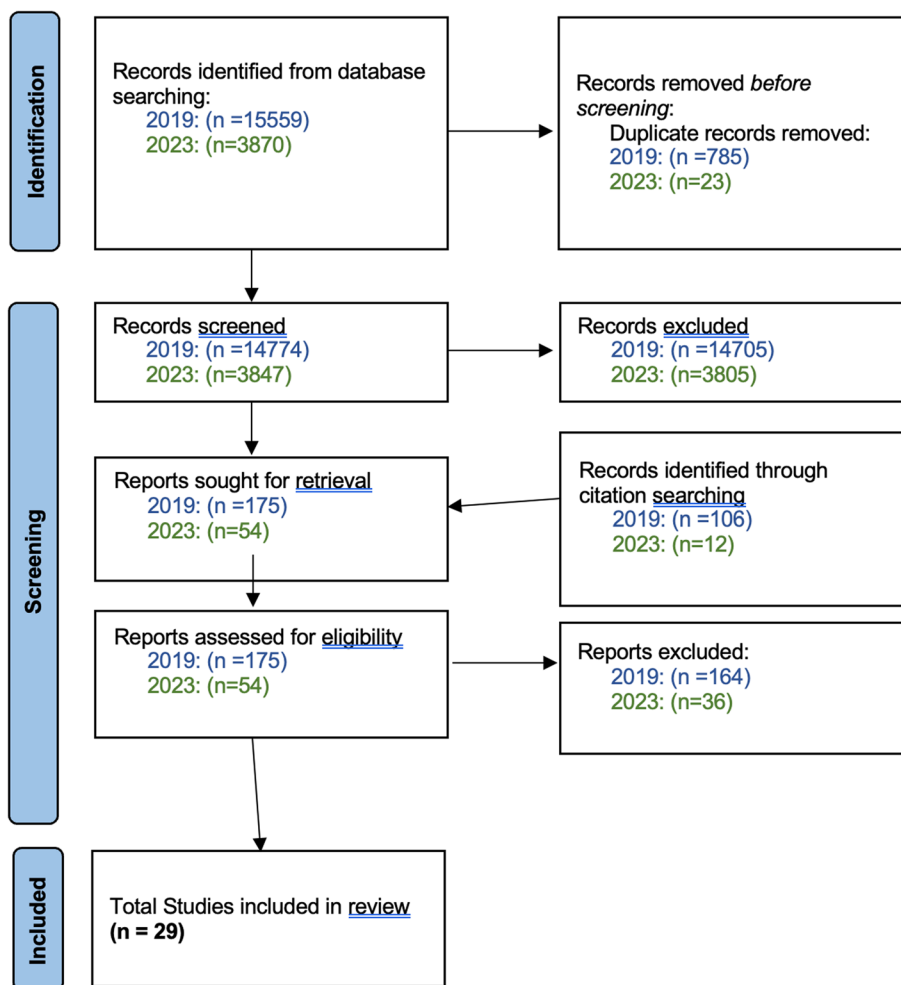 Identification
Records identified from database
searching:
2019: (n =15559)
2023: (n=3870)
Records removed before
screening:
Duplicate records removed:
2019: (n =785)
2023: (n=23)
Screening
Records screened
2019: (n =14774)
2023: (n=3847)
Records excluded
2019: (n =14705)
2023: (n=3805)
Reports sought for retrieval
2019: (n =175)
2023: (n=54)
Records identified through
citation searching
2019: (n =106)
2023: (n=12)
Reports assessed for eligibility
2019: (n =175)
2023: (n=54)
Reports excluded:
2019: (n =164)
2023: (n=36)
Included
Total Studies included in review
(n = 29)